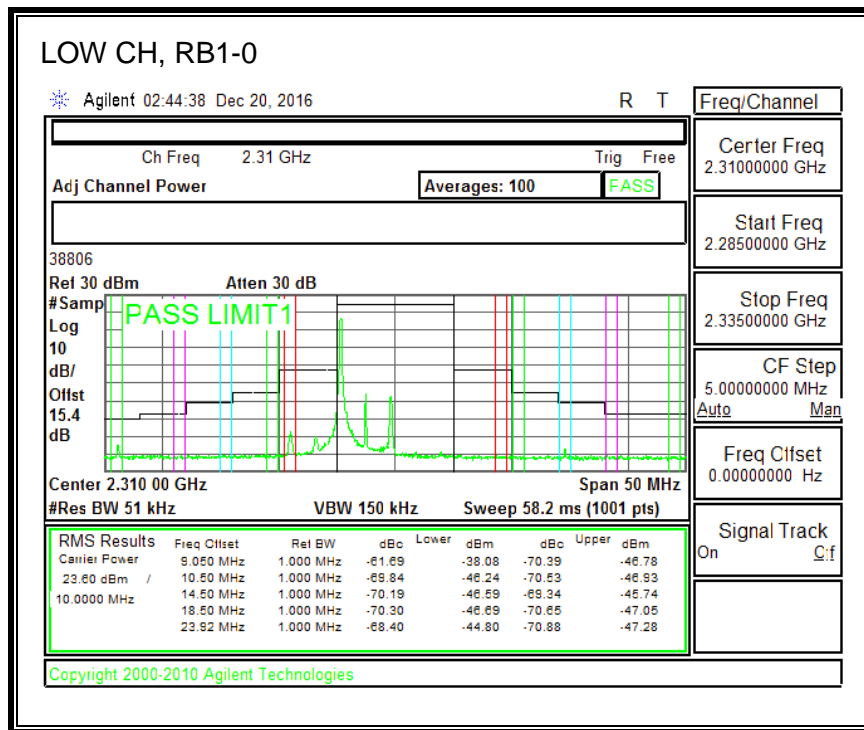 LOW CH, RB1-0
Agilent 02:44:38 Dec 20, 2016 R T
Freq/Channel
Ch Freq 2.31 GHz Trig Free
Adj Channel Power Averages: 100 PASS
38806
Ref 30 dBm Atten 30 dB
#Samp
Log
10
dB/
Offst
15.4
dB
PASS LIMIT1
Center 2.310 00 GHz Span 50 MHz
#Res BW 51 kHz VBW 150 kHz Sweep 58.2 ms (1001 pts)
RMS Results Freq Offset Ref BW dBc Lower dBm dBc Upper dBm
Carrier Power 9.060 MHz 1.000 MHz -61.69 -38.08 -70.39 -46.78
23.60 dBm / 10.50 MHz 1.000 MHz -69.84 -46.24 -70.53 -46.93
10.0000 MHz 14.50 MHz 1.000 MHz -70.19 -46.59 -69.34 -45.74
18.50 MHz 1.000 MHz -70.30 -46.69 -70.65 -47.05
23.92 MHz 1.000 MHz -68.40 -44.80 -70.88 -47.28
Copyright 2000-2010 Agilent Technologies
Center Freq
2.31000000 GHz
Start Freq
2.28500000 GHz
Stop Freq
2.33500000 GHz
CF Step
5.00000000 MHz
Auto Man
Freq Offset
0.00000000 Hz
Signal Track
On Off